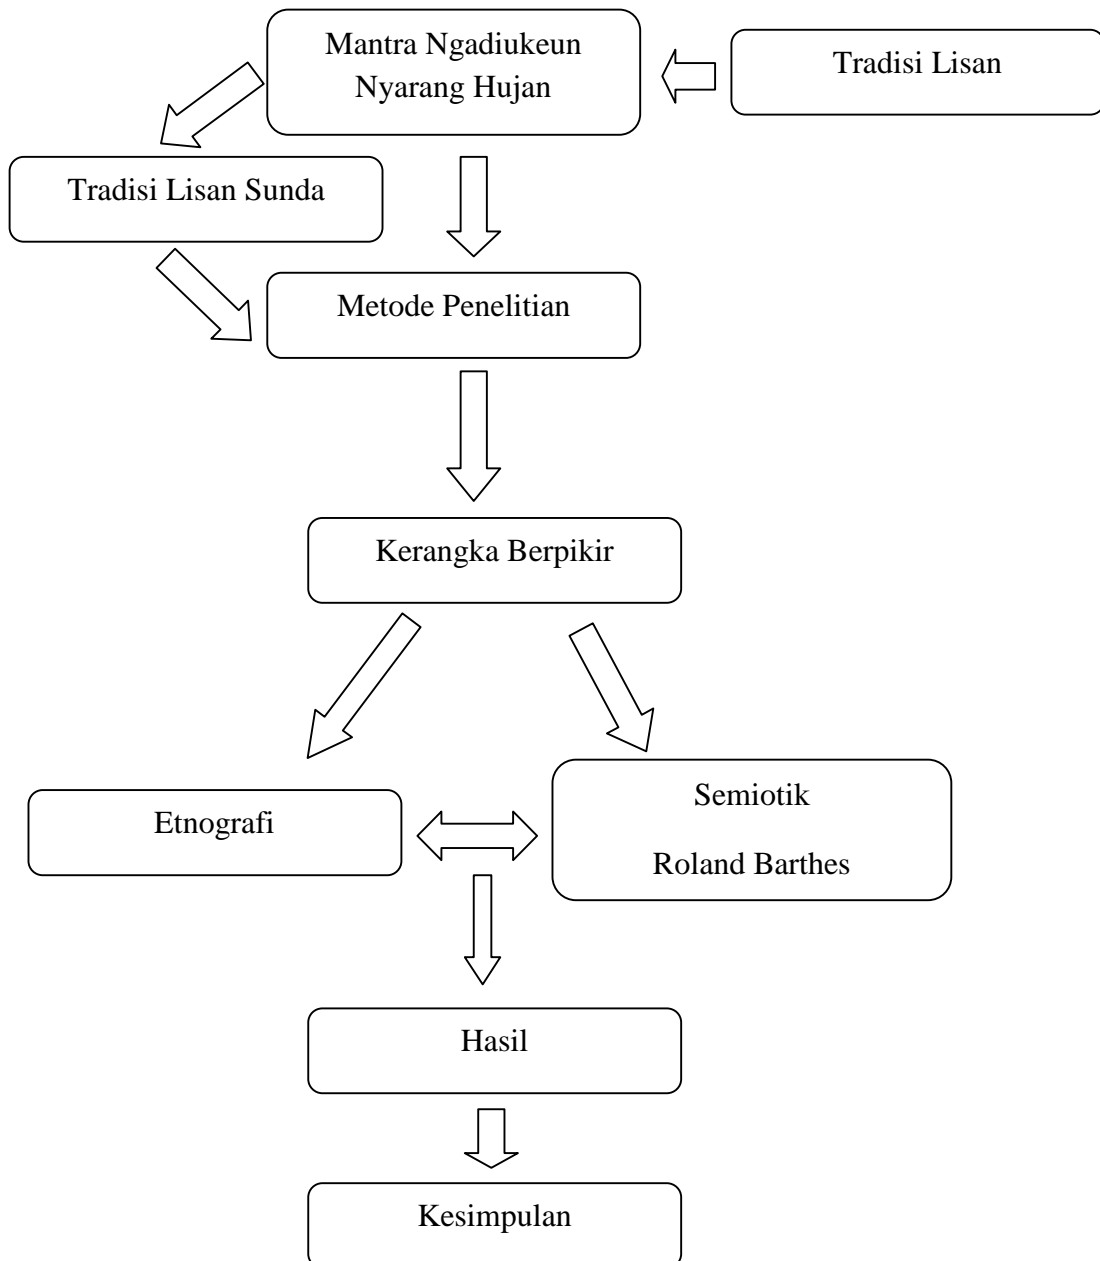 Mantra Ngadiukeun
Nyarang Hujan
Tradisi Lisan
Tradisi Lisan Sunda
Metode Penelitian
Kerangka Berpikir
Etnografi
Semiotik
Roland Barthes
Hasil
Kesimpulan